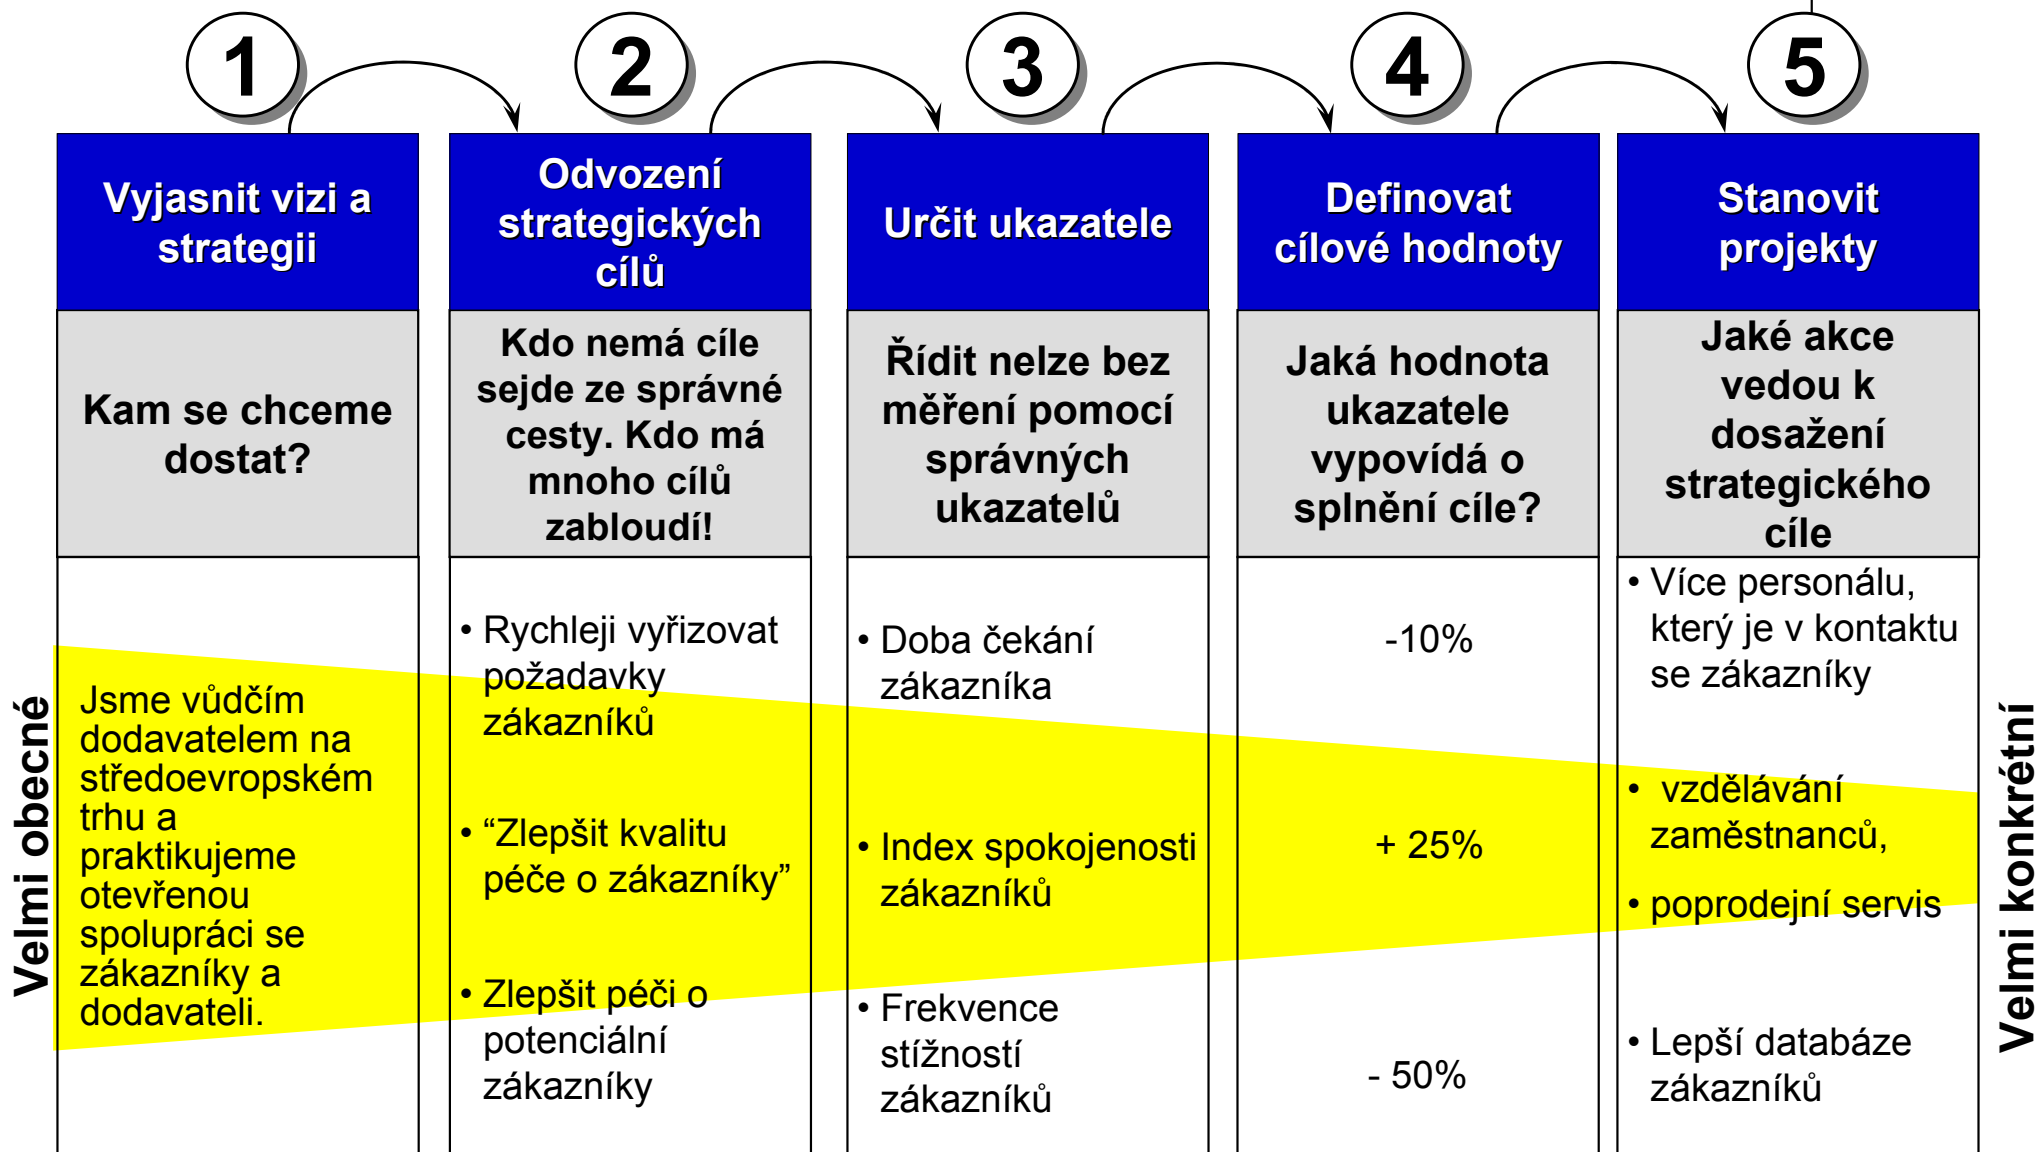 1
2
3
4
5
Vyjasnit vizi a
strategii
Odvození
strategických
cílů
Určit ukazatele
Definovat
cílové hodnoty
Stanovit
projekty
Kam se chceme
dostat?
Kdo nemá cíle
sejde ze správné
cesty. Kdo má
mnoho cílů
zabloudí!
Řídit nelze bez
měření pomocí
správných
ukazatelů
Jaká hodnota
ukazatele
vypovídá o
splnění cíle?
Jaké akce
vedou k
dosažení
strategického
cíle
Velmi obecné
Jsme vůdčím
dodavatelem na
středoevropském
trhu a
praktikujeme
otevřenou
spolupráci se
zákazníky a
dodavateli.
• Rychleji vyřizovat
požadavky
zákazníků
• “Zlepšit kvalitu
péče o zákazníky”
• Zlepšit péči o
potenciální
zákazníky
• Doba čekání
zákazníka
• Index spokojenosti
zákazníků
• Frekvence
stížností
zákazníků
-10%
+ 25%
- 50%
• Více personálu,
který je v kontaktu
se zákazníky
• vzdělávání
zaměstnanců,
• poprodejní servis
• Lepší databáze
zákazníků
Velmi konkrétní